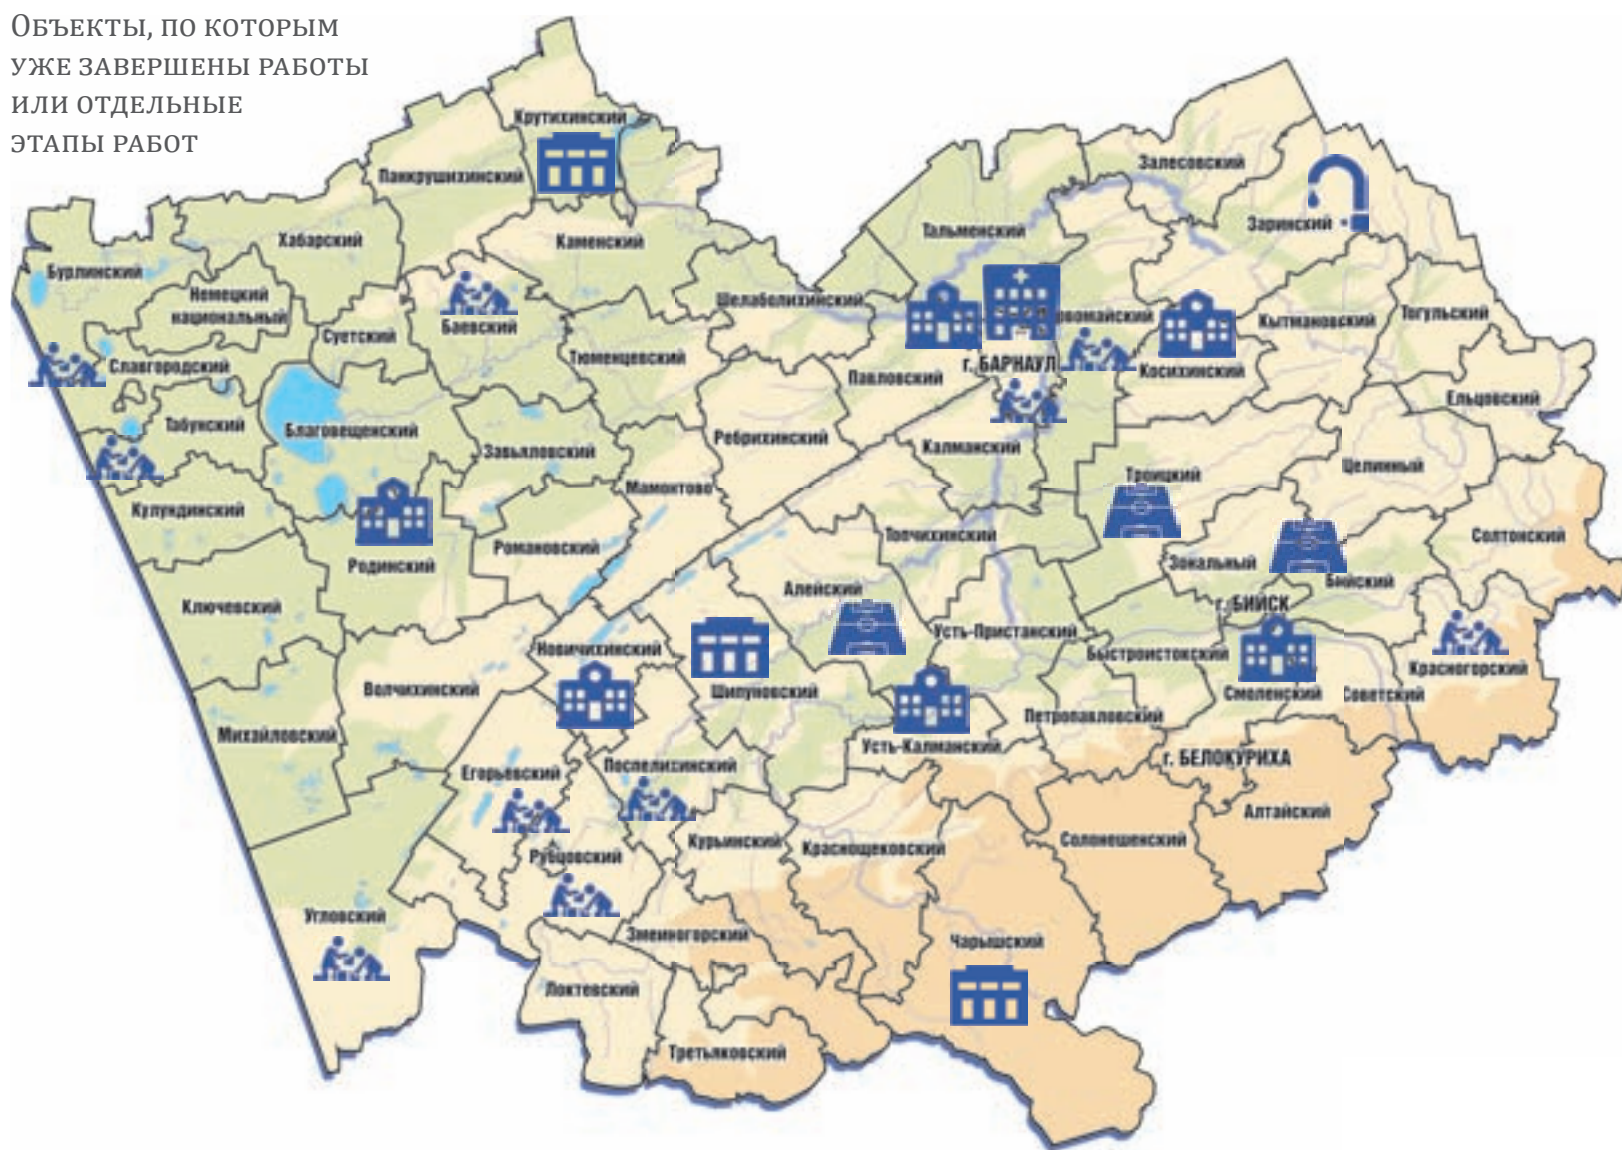 Объекты, по которым
уже завершены работы
или отдельные
этапы работ
Крутихинский
Панкрушихинский
Залесовский
Заринский
Хабарский
Каменский
Тальменский
Бурлинский
Немецкий
национальный
Шелаболихинский
Суетский
Баевский
Первомайский
Кытмановский
Тогульский
Славгородский
Тюменцевский
Павловский
г. БАРНАУЛ
Косихинский
Ельцовский
Табунский
Благовещенский
Завьяловский
Ребрихинский
Калманский
Целинный
Троицкий
Мамонтово
Кулундинский
Романовский
Топчихинский
Солтонский
Родинский
Зональный
Бийский
Алейский
Ключевский
г. БИЙСК
Усть-Пристанский
Новичихинский
Быстроистокский
Красногорский
Волчихинский
Шипуновский
Смоленский
Советский
Петропавловский
Михайловский
Усть-Калманский
г. БЕЛОКУРИХА
Егорьевский
Поспелихинский
Алтайский
Курьинский
Краснощековский
Солонешенский
Рубцовский
Угловский
Змеиногорский
Чарышский
Локтевский
Третьяковский